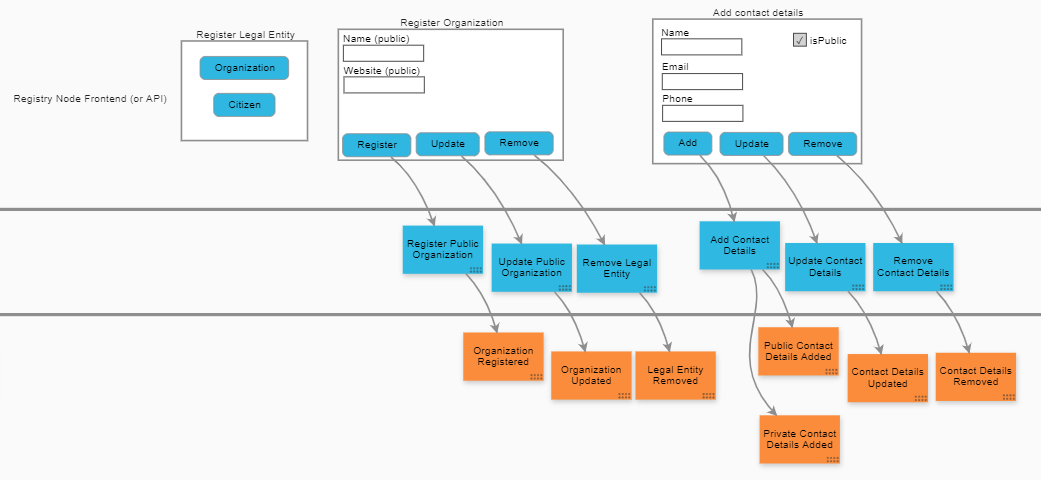 Register Legal Entity
Organization
Citizen
Registry Node Frontend (or API)
Register Organization
Name (public)
Website (public)
Register
Update
Remove
Add contact details
Name
isPublic
Email
Phone
Add
Update
Remove
Register Public
Organization
Update Public
Organization
Remove Legal
Entity
Add Contact
Details
Update Contact
Details
Remove
Contact Details
Organization
Registered
Organization
Updated
Legal Entity
Removed
Public Contact
Details Added
Contact Details
Updated
Contact Details
Removed
Private Contact
Details Added